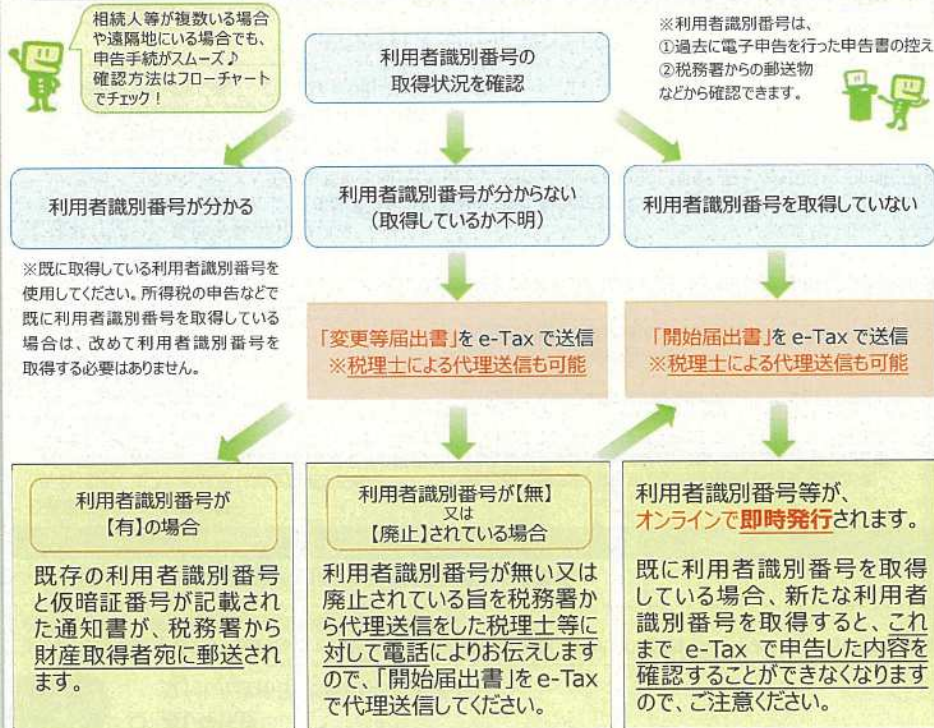 相続人等が複数いる場合
や遠隔地にいる場合でも、
申告手続がスムーズ♪
確認方法はフローチャート
でチェック！
利用者識別番号の
取得状況を確認
※利用者識別番号は、
①過去に電子申告を行った申告書の控え
②税務署からの郵送物
などから確認できます。
利用者識別番号が分かる
利用者識別番号が分からない
（取得しているか不明）
利用者識別番号を取得していない
※既に取得している利用者識別番号を
使用してください。所得税の申告などで
既に利用者識別番号を取得している
場合は、改めて利用者識別番号を
取得する必要はありません。
「変更等届出書」を e-Tax で送信
※税理士による代理送信も可能
「開始届出書」を e-Tax で送信
※税理士による代理送信も可能
利用者識別番号が
【有】の場合
既存の利用者識別番号
と仮暗証番号が記載され
た通知書が、税務署から
財産取得者宛に郵送され
ます。
利用者識別番号が【無】
又は
【廃止】されている場合
利用者識別番号が無い又は
廃止されている旨を税務署か
ら代理送信をした税理士等に
対して電話によりお伝えします
ので、「開始届出書」を e-Tax
で代理送信してください。
利用者識別番号等が、
オンラインで即時発行されます。
既に利用者識別番号を取得
している場合、新たな利用者
識別番号を取得すると、これ
まで e-Tax で申告した内容を
確認することができなくなります
ので、ご注意ください。